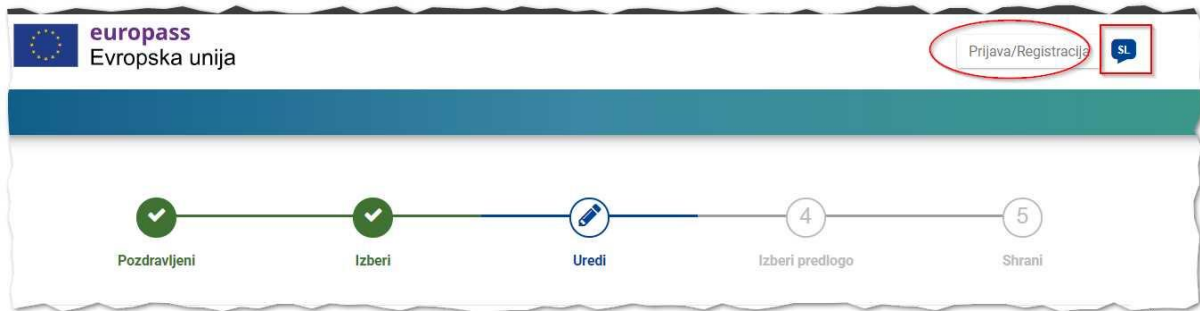 europass
Evropska unija
Prijava/Registracija
SL
4
5
Pozdravljeni
Izberi
Uredi
Izberi predlogo
Shrani